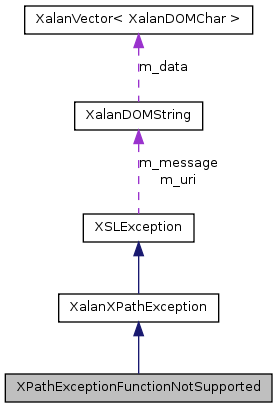 XalanVector< XalanDOMChar >
m_data
XalanDOMString
m_message
m_uri
XSLException
XalanXPathException
XPathExceptionFunctionNotSupported